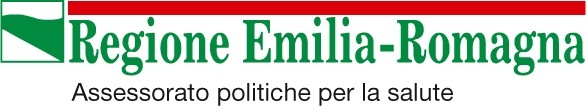 Regione Emilia-Romagna
Assessorato politiche per la salute